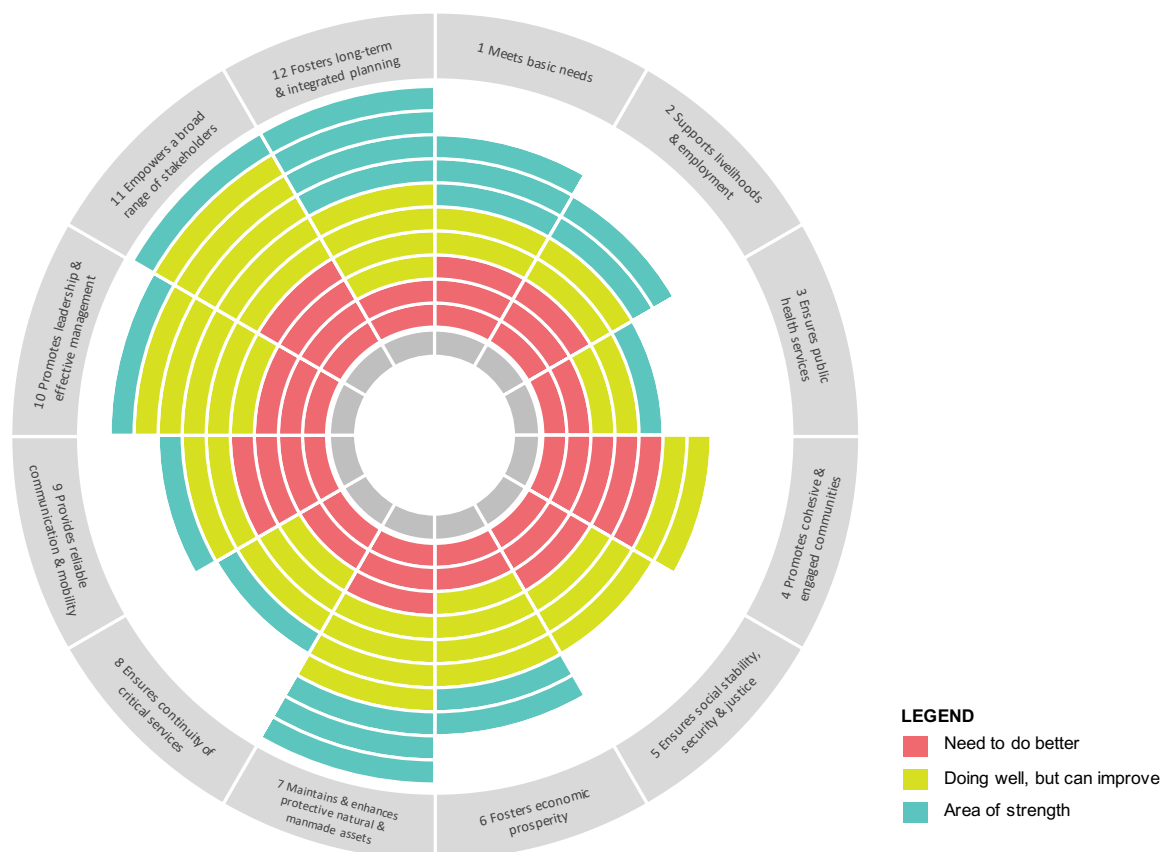 1 Meets basic needs
2 Supports livelihoods
& employment
3 Ensures public
health services
4 Promotes cohesive &
engaged communities
5 Ensures social stability,
security & justice
6 Fosters economic
prosperity
7 Maintains & enhances
protective natural &
manmade assets
8 Ensures continuity of
critical services
9 Provides reliable
communication & mobility
10 Promotes leadership &
effective management
11 Empowers a broad
range of stakeholders
12 Fosters long-term
& integrated planning
LEGEND
Need to do better
Doing well, but can improve
Area of strength